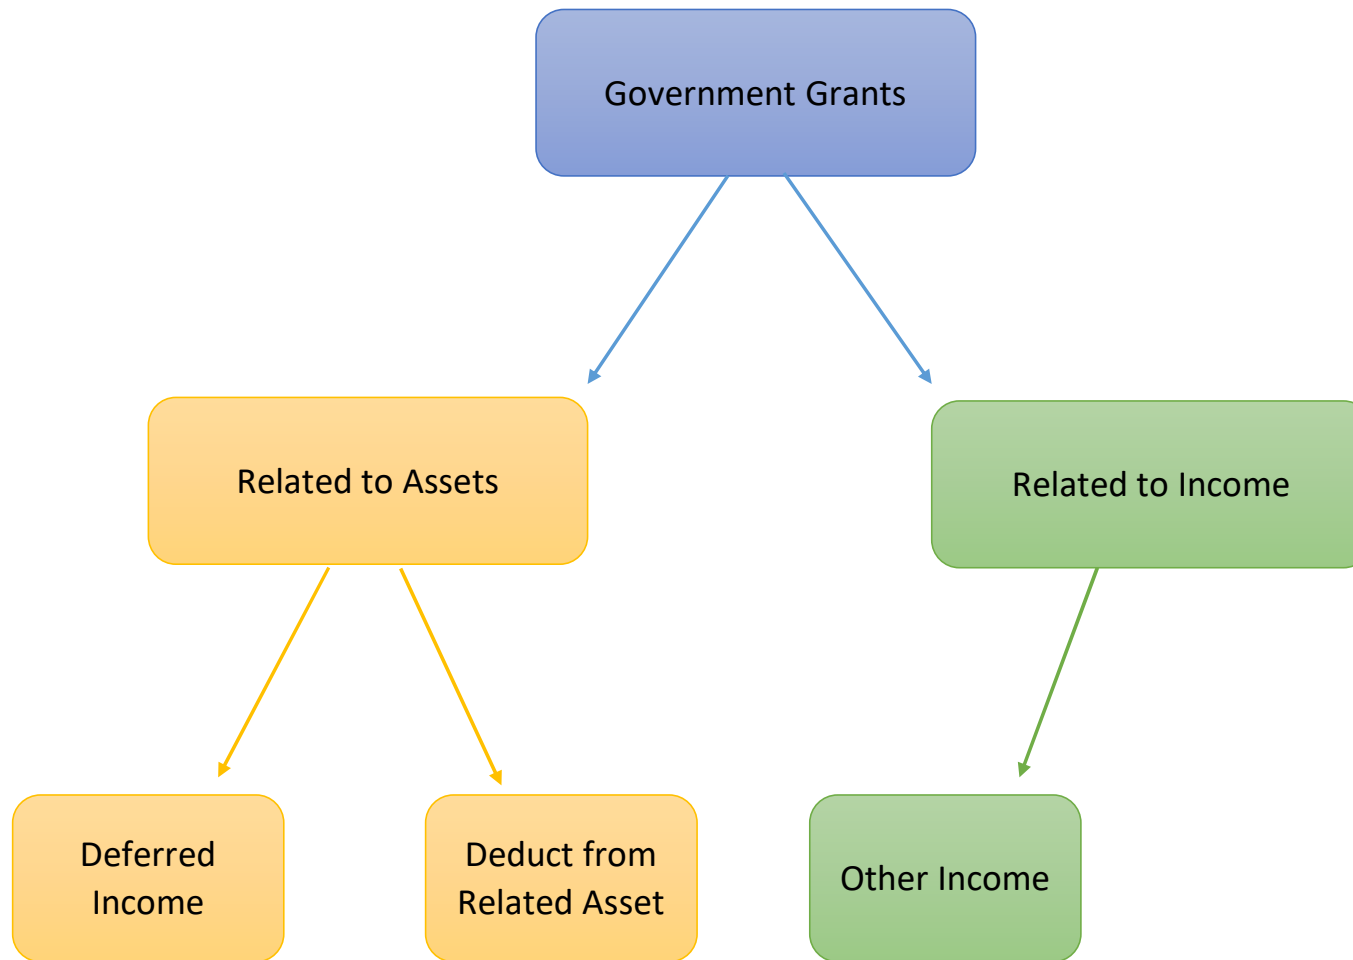 Government Grants
Related to Assets
Related to Income
Deferred
Income
Deduct from
Related Asset
Other Income